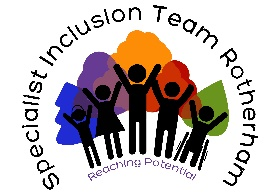 Specialist Inclusion Team Rotherham
Reaching Potential